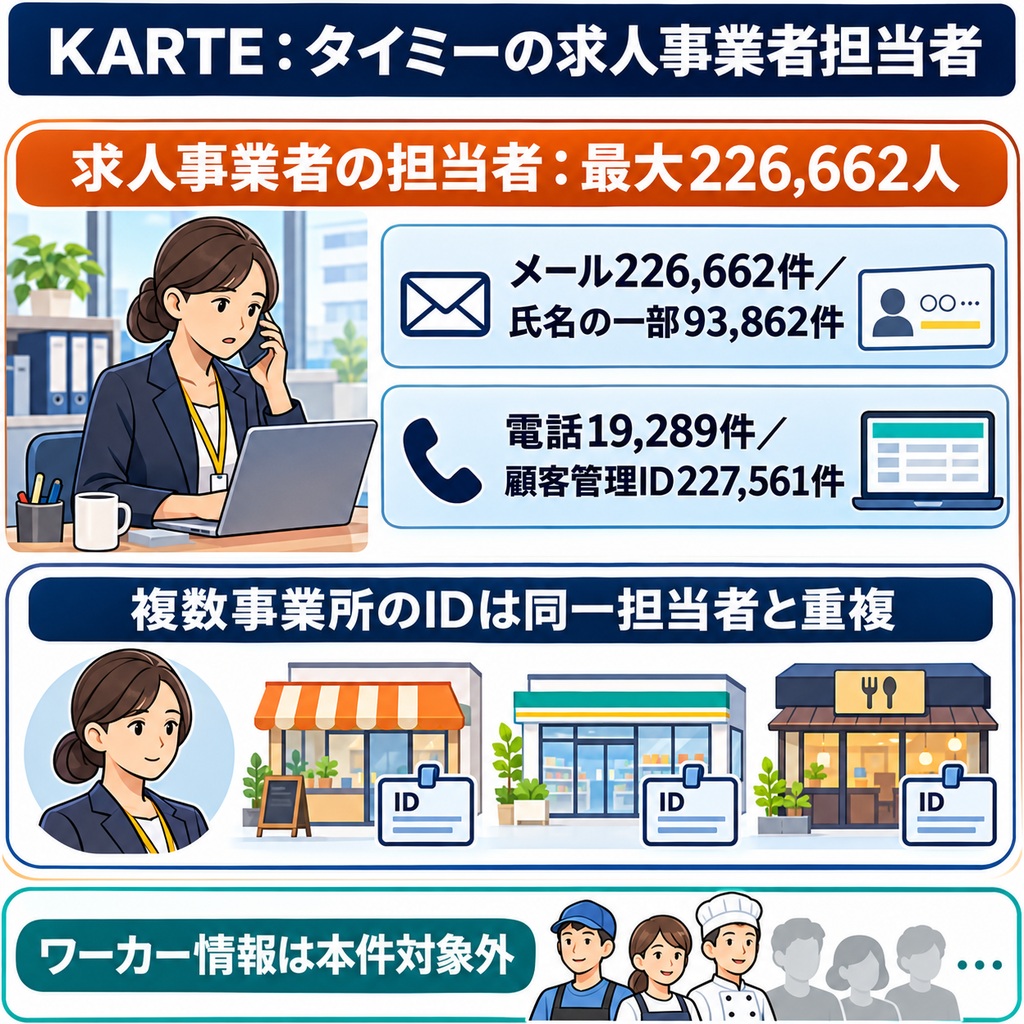 KARTE：タイミーの求人事業者担当者
求人事業者の担当者：最大226,662人
メール226,662件／
氏名の一部93,862件
○○…
電話19,289件／
顧客管理ID227,561件
複数事業所のIDは同一担当者と重複
ID
ID
ID
ワーカー情報は本件対象外
…